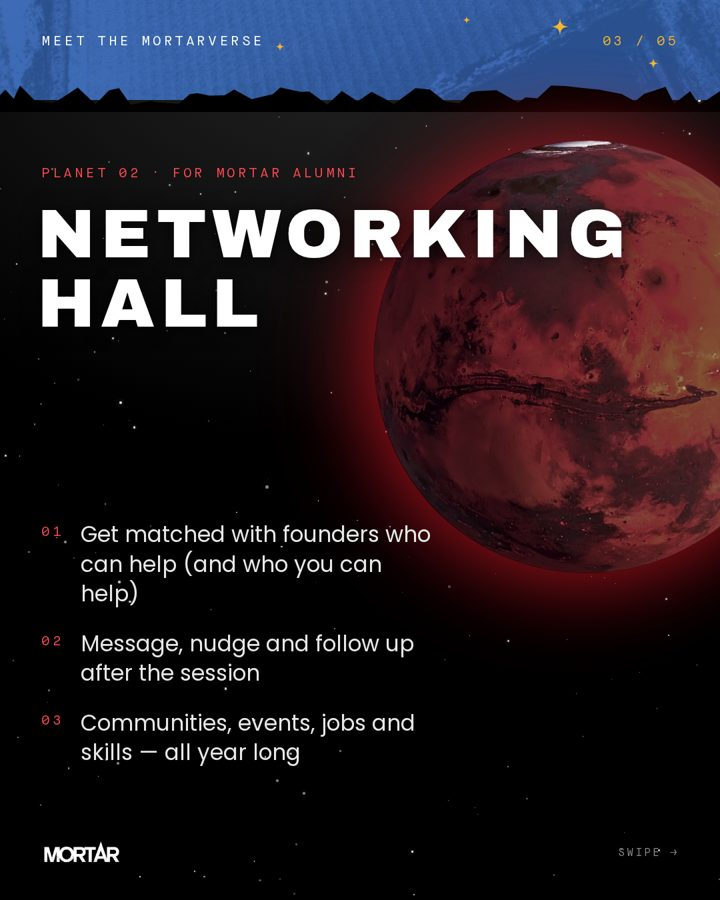 MEET THE MORTARVERSE
03 / 05
PLANET 02 · FOR MORTAR ALUMNI
NETWORKING
HALL
01 Get matched with founders who
can help (and who you can
help)
02 Message, nudge and follow up
after the session
03 Communities, events, jobs and
skills — all year long
MORTAR
SWIPE →